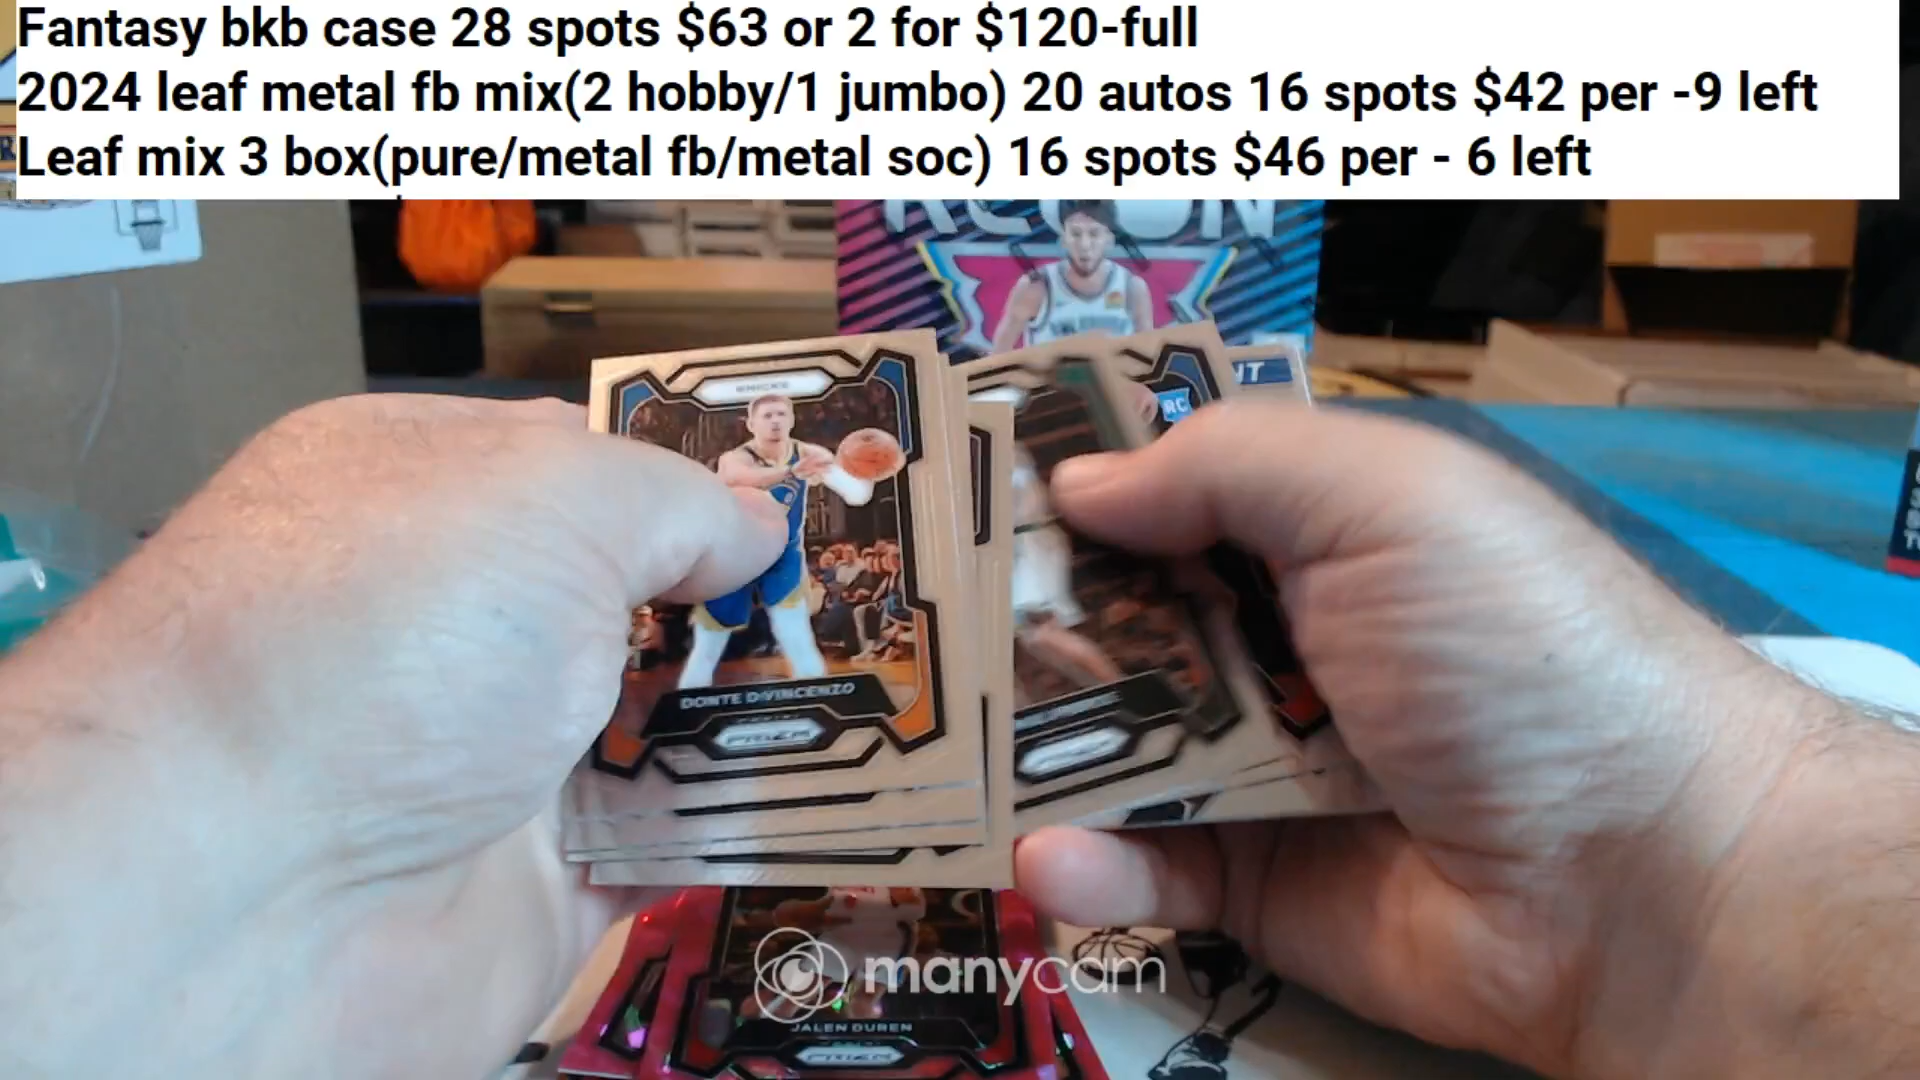 Fantasy bkb case 28 spots $63 or 2 for $120-full
2024 leaf metal fb mix(2 hobby/1 jumbo) 20 autos 16 spots $42 per -9 left
Leaf mix 3 box(pure/metal fb/metal soc) 16 spots $46 per - 6 left
RC
KNICKS
DONTE DIVINCENZO
PANINI
PRIZM
manycam
JALEN DUREN
PRIZM